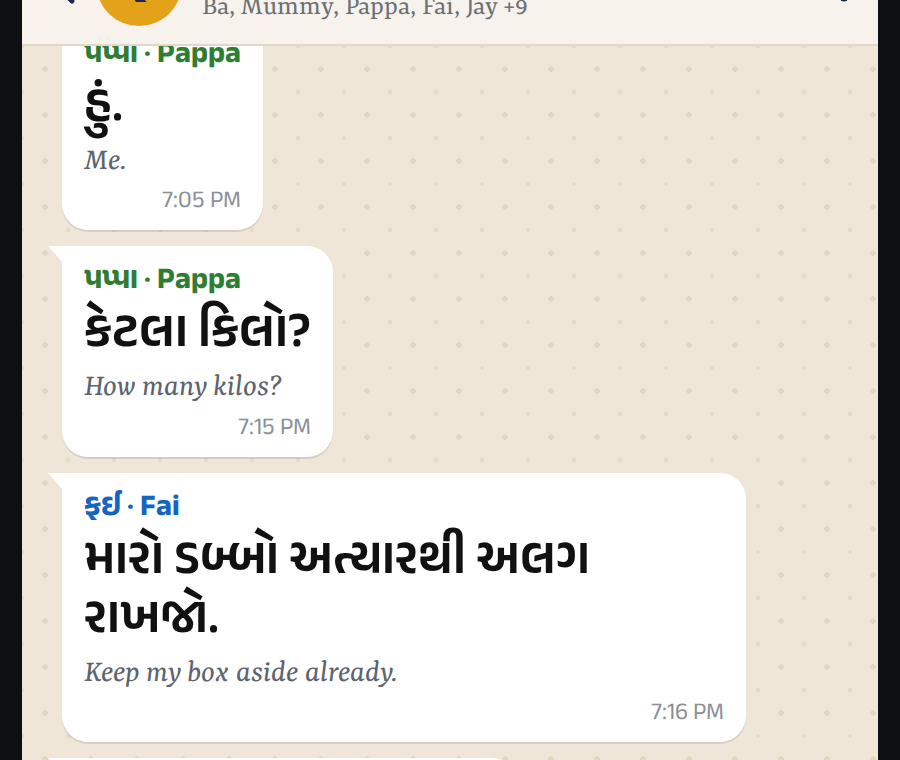 Ba, Mummy, Pappa, Fai, Jay +9
પપ્પા · Pappa
હું.
Me.
7:05 PM
પપ્પા · Pappa
કેટલા કિલો?
How many kilos?
7:15 PM
ફઈ · Fai
મારો ડબ્બો અત્યારથી અલગ
રાખજો.
Keep my box aside already.
7:16 PM